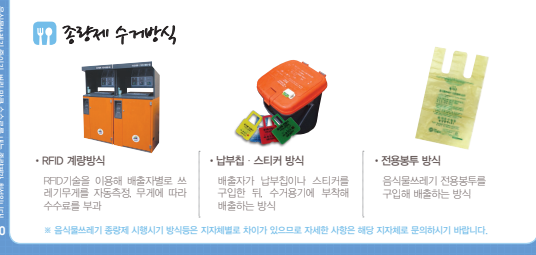 종량제 수거방식
• RFID 계량방식
RFID기술을 이용해 배출자별로 쓰
레기무게를 자동측정, 무게에 따라
수수료를 부과
• 납부칩 · 스티커 방식
배출자가 납부칩이나 스티커를
구입한 뒤, 수거용기에 부착해
배출하는 방식
• 전용봉투 방식
음식물쓰레기 전용봉투를
구입해 배출하는 방식
※ 음식물쓰레기 종량제 시행시기 방식등은 지자체별로 차이가 있으므로 자세한 사항은 해당 지자체로 문의하시기 바랍니다.